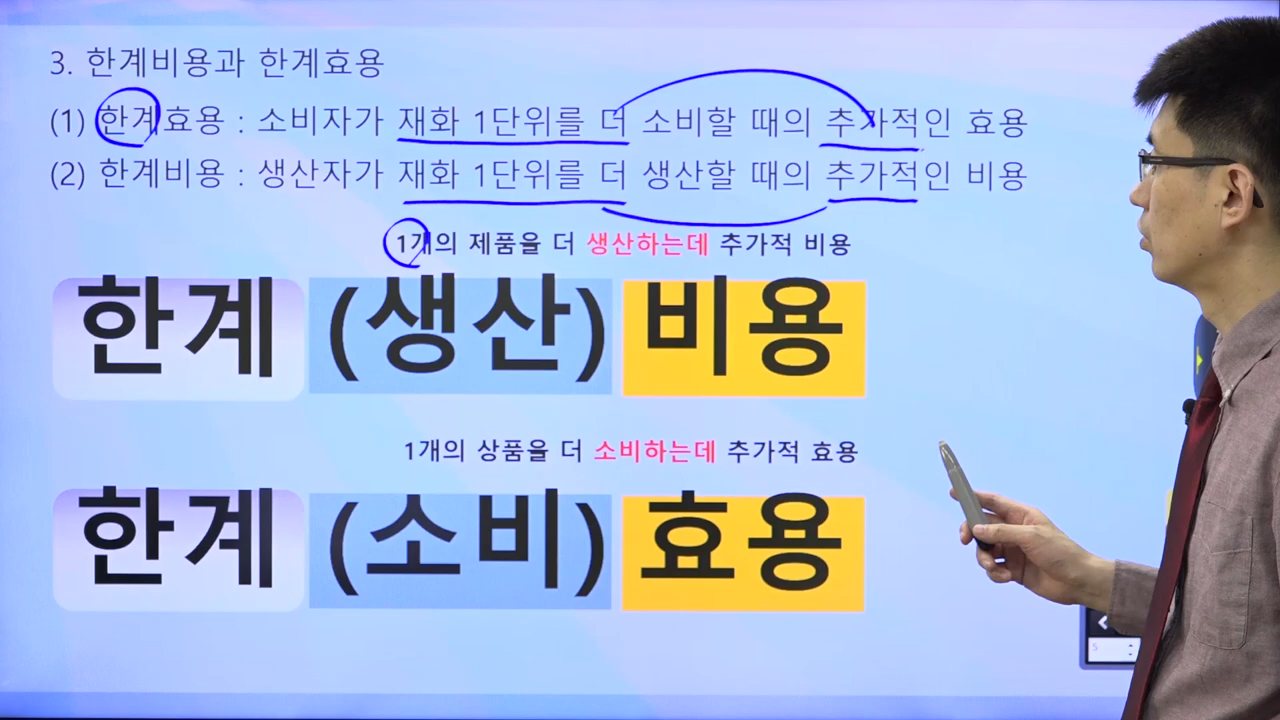 3. 한계비용과 한계효용
(1) 한계효용 : 소비자가 재화 1단위를 더 소비할 때의 추가적인 효용
(2) 한계비용 : 생산자가 재화 1단위를 더 생산할 때의 추가적인 비용
1개의 제품을 더 생산하는데 추가적 비용
한계 (생산) 비용
1개의 상품을 더 소비하는데 추가적 효용
한계 (소비) 효용
5